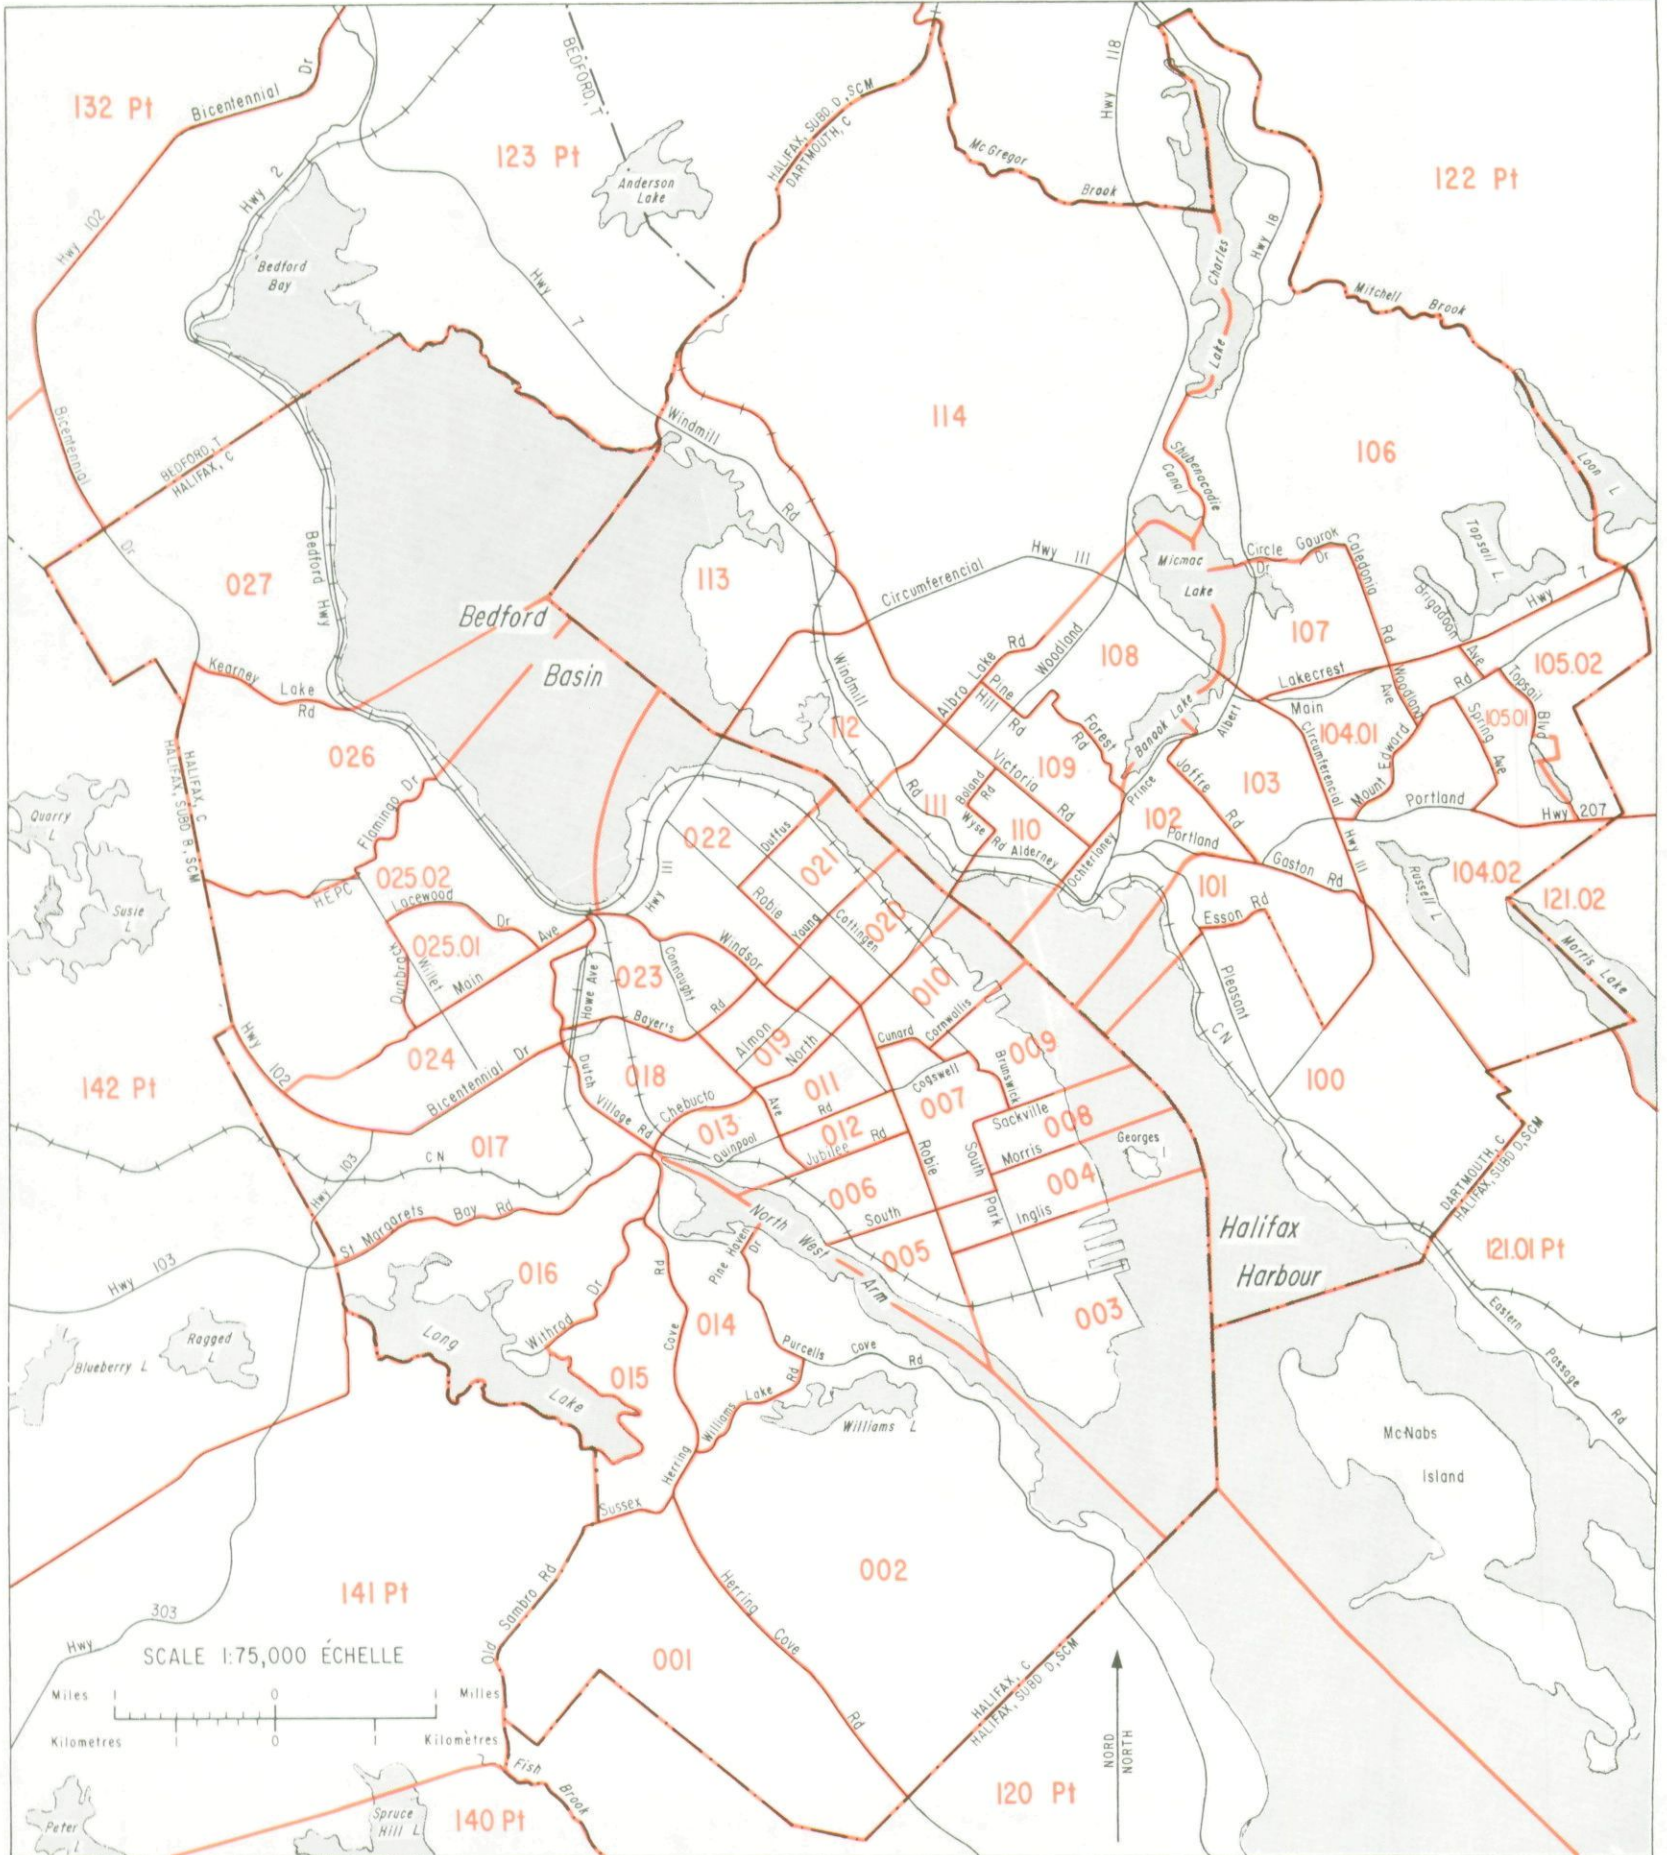 132 Pt
Bicentennial Dr
123 Pt
BEDFORD, T
Anderson Lake
HALIFAX, SUBD. D, SCM
DARTMOUTH, C
Mc Gregor Brook
Hwy 118
122 Pt
Hwy 2
Hwy 102
Bedford Bay
Hwy 7
Hwy 18
Charles Lake
Mitchell Brook
Bicentennial Dr
BEDFORD, T
HALIFAX, C
Windmill Rd
114
106
Loon L
Shubenacadie Canal
Topsail L
027
Bedford Hwy
Bedford Basin
113
Circumferential Hwy 111
Micmac Lake
Circle Dr
Gourok Dr
Caledonia Rd
Brigadoon Ave
Hwy 7
107
105.02
Kearney Lake Rd
Windmill Rd
Albro Lake Rd
Woodland
108
Lakecrest
Woodlawn Ave
Topsail Blvd
Pine Hill Rd
Forest Rd
Banook Lake
Albert
Main
Rd
104.01
Spring Ave
105.01
HALIFAX, C
HALIFAX, SUBD B, SCM
026
112
Victoria Rd
109
Prince
Joffre Rd
103
Circumferential Hwy 111
Mount Edward
Portland
Hwy 207
Quarry L
Flamingo Dr
111
Boland Rd
Wyse Rd
110
Alderney
102
Portland
022
Duffus
021
Ochterloney
Gaston Rd
104.02
Russell L
121.02
HEPC
025.02
Lacewood Dr
Hwy 111
Robie
Young
Gottingen
020
101
Esson Rd
Susie L
025.01
Dunbrack
Willet
Main Ave
023
Howe Ave
Connaught
Windsor
010
Morris Lake
Pleasant
Bayer's Rd
Almon
019
North
Cunard
Cornwallis
009
CN
142 Pt
Hwy 102
024
Bicentennial Dr
Dutch Village Rd
018
Chebucto
011
Cogswell
Brunswick
007
100
017
CN
Hwy 103
013
Ave
Quinpool Rd
012
Jubilee Rd
Robie
Sackville
008
South Park
Morris
Georges I
St Margarets Bay Rd
006
004
South
Inglis
North West Arm
Halifax Harbour
DARTMOUTH, C
HALIFAX, SUBD D, SCM
Hwy 103
016
Pine Haven Dr
005
121.01 Pt
Withrod Dr
Cove Rd
014
003
Eastern Passage Rd
Blueberry L
Ragged L
Long Lake
015
Purcells Cove Rd
Williams Lake Rd
Williams L
McNabs Island
Herring
Sussex
002
141 Pt
Old Sambro Rd
Herring Cove Rd
Hwy 303
SCALE 1:75,000 ÉCHELLE
Miles 1 0 1 Milles
Kilometres 1 0 1 Kilomètres
001
HALIFAX, C
HALIFAX, SUBD D, SCM
NORD
NORTH
Fish Brook
120 Pt
Peter L
Spruce Hill L
140 Pt